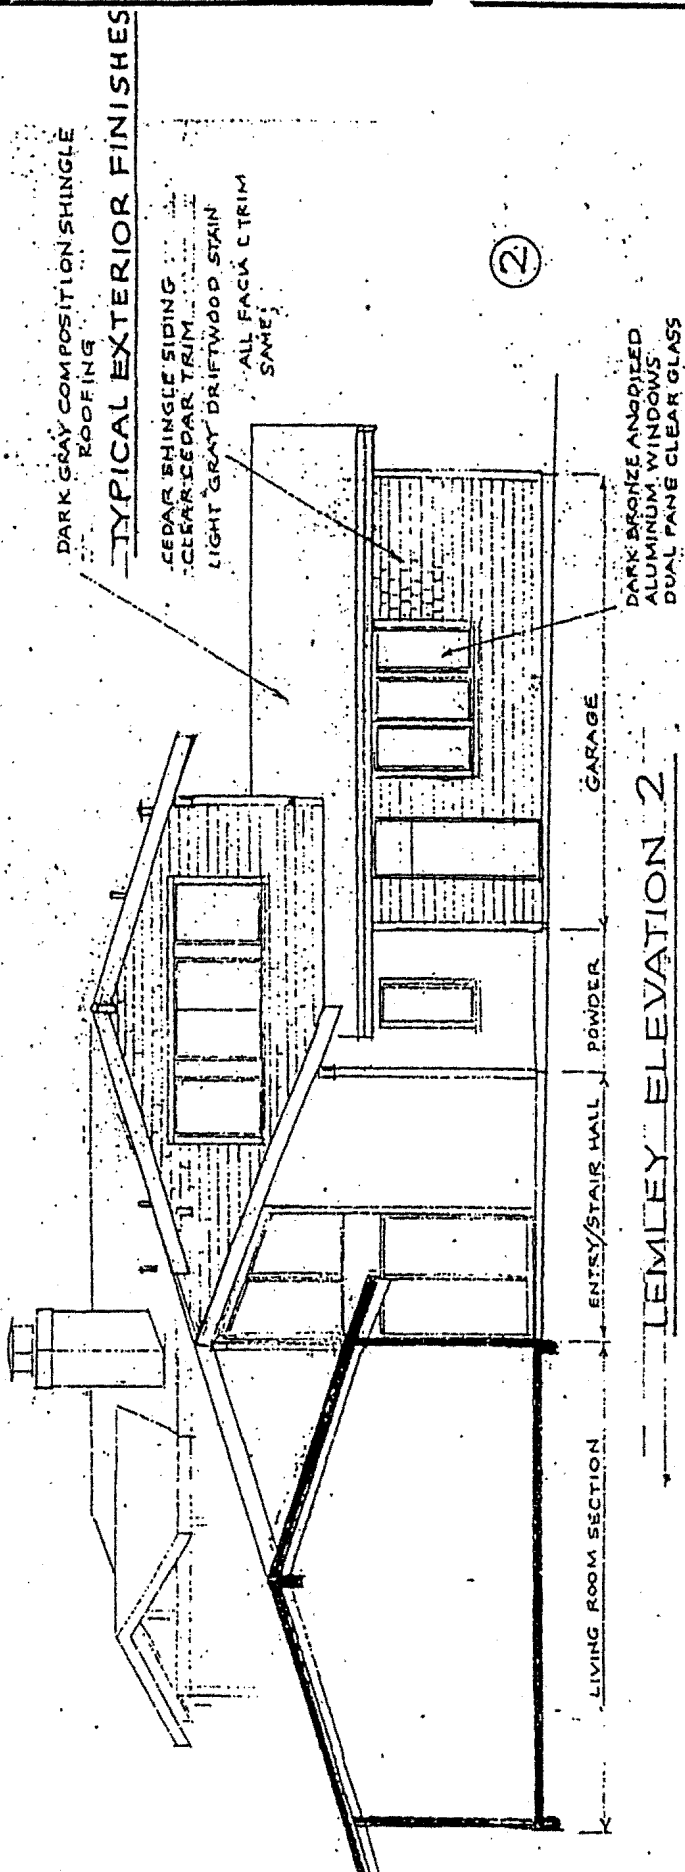 DARK GRAY COMPOSITION SHINGLE
ROOFING
TYPICAL EXTERIOR FINISHES
CEDAR SHINGLE SIDING
CLEAR CEDAR TRIM
LIGHT GRAY DRIFTWOOD STAIN
ALL FACIA & TRIM
SAME
2
DARK BRONZE ANODIZED
ALUMINUM WINDOWS
DUAL PANE CLEAR GLASS
LIVING ROOM SECTION
ENTRY/STAIR HALL
POWDER
GARAGE
LEMLEY ELEVATION 2